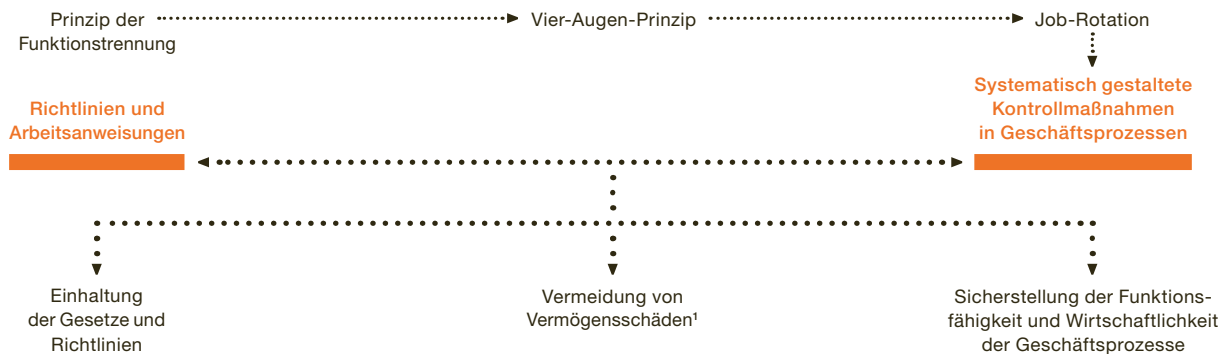 Prinzip der
Funktionstrennung
Vier-Augen-Prinzip
Job-Rotation
Richtlinien und
Arbeitsanweisungen
Systematisch gestaltete
Kontrollmaßnahmen
in Geschäftsprozessen
Einhaltung
der Gesetze und
Richtlinien
Vermeidung von
Vermögensschäden¹
Sicherstellung der Funktions-
fähigkeit und Wirtschaftlichkeit
der Geschäftsprozesse